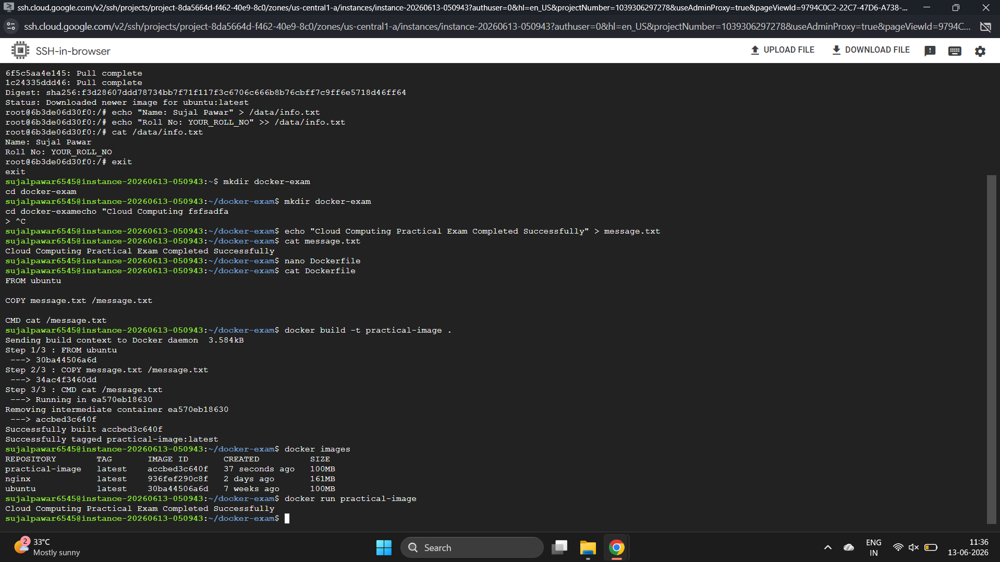 ssh.cloud.google.com/v2/ssh/projects/project-8da5664d-f462-40e9-8c0/zones/us-central1-a/instances/instance-20260613-050943?authuser=0&hl=en_US&projectNumber=1039306297278&useAdminProxy=true&pageViewId=9794C0C2-22C7-47D6-A738-...
ssh.cloud.google.com/v2/ssh/projects/project-8da5664d-f462-40e9-8c0/zones/us-central1-a/instances/instance-20260613-050943?authuser=0&hl=en_US&projectNumber=1039306297278&useAdminProxy=true&pageViewId=9794C...
SSH-in-browser
UPLOAD FILE
DOWNLOAD FILE
6f5c5aa4e145: Pull complete
1c24335ddd46: Pull complete
Digest: sha256:f3d28607ddd78734bb7f71f117f3c6706c666b8b76cbff7c9ff6e5718d46ff64
Status: Downloaded newer image for ubuntu:latest
root@6b3de06d30f0:/# echo "Name: Sujal Pawar" > /data/info.txt
root@6b3de06d30f0:/# echo "Roll No: YOUR_ROLL_NO" >> /data/info.txt
root@6b3de06d30f0:/# cat /data/info.txt
Name: Sujal Pawar
Roll No: YOUR_ROLL_NO
root@6b3de06d30f0:/# exit
exit
sujalpawar6545@instance-20260613-050943:~$ mkdir docker-exam
cd docker-exam
sujalpawar6545@instance-20260613-050943:~/docker-exam$ mkdir docker-exam
cd docker-examecho "Cloud Computing fsfsadfa
> ^C
sujalpawar6545@instance-20260613-050943:~/docker-exam$ echo "Cloud Computing Practical Exam Completed Successfully" > message.txt
sujalpawar6545@instance-20260613-050943:~/docker-exam$ cat message.txt
Cloud Computing Practical Exam Completed Successfully
sujalpawar6545@instance-20260613-050943:~/docker-exam$ nano Dockerfile
sujalpawar6545@instance-20260613-050943:~/docker-exam$ cat Dockerfile
FROM ubuntu
COPY message.txt /message.txt
CMD cat /message.txt
sujalpawar6545@instance-20260613-050943:~/docker-exam$ docker build -t practical-image .
Sending build context to Docker daemon  3.584kB
Step 1/3 : FROM ubuntu
 ---> 30ba44506a6d
Step 2/3 : COPY message.txt /message.txt
 ---> 34ac4f3460dd
Step 3/3 : CMD cat /message.txt
 ---> Running in ea570eb18630
Removing intermediate container ea570eb18630
 ---> accbed3c640f
Successfully built accbed3c640f
Successfully tagged practical-image:latest
sujalpawar6545@instance-20260613-050943:~/docker-exam$ docker images
REPOSITORY        TAG       IMAGE ID       CREATED          SIZE
practical-image   latest    accbed3c640f   37 seconds ago   100MB
nginx             latest    936fef290c8f   2 days ago       161MB
ubuntu            latest    30ba44506a6d   7 weeks ago      100MB
sujalpawar6545@instance-20260613-050943:~/docker-exam$ docker run practical-image
Cloud Computing Practical Exam Completed Successfully
sujalpawar6545@instance-20260613-050943:~/docker-exam$
2
33°C
Mostly sunny
Search
ENG
IN
11:36
13-06-2026